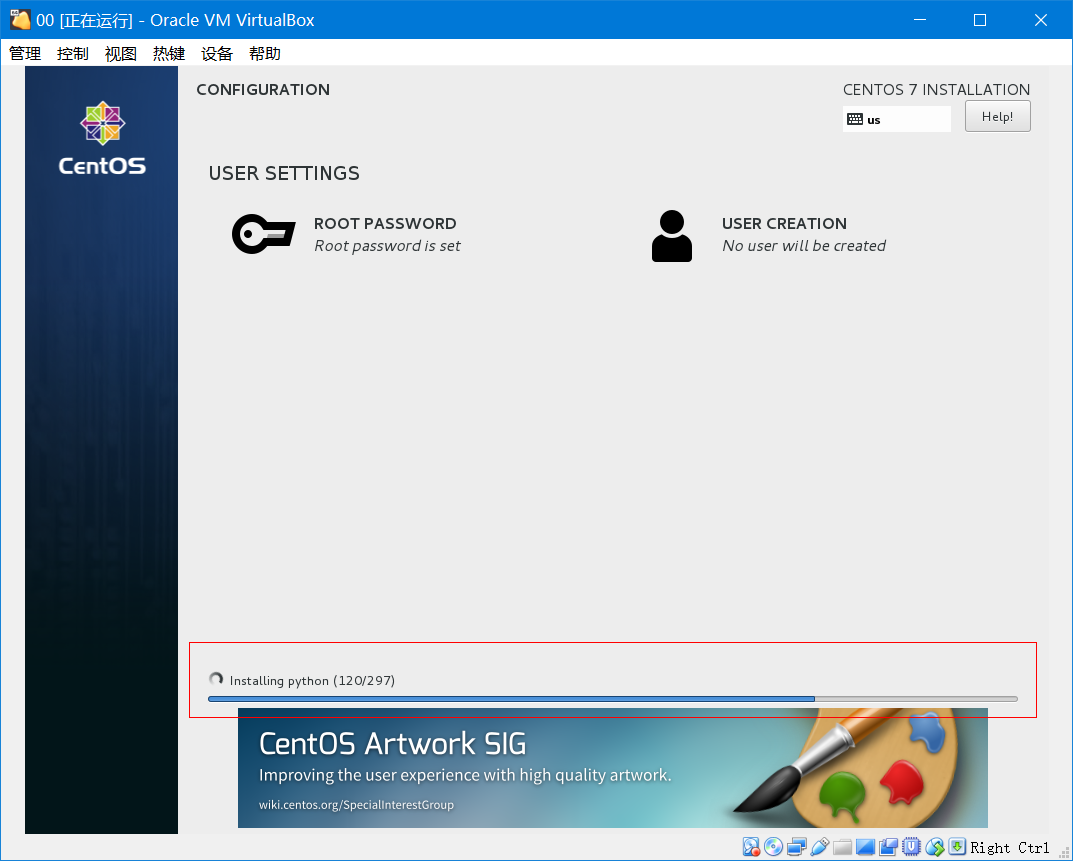 00 [正在运行] - Oracle VM VirtualBox
管理 控制 视图 热键 设备 帮助
CentOS
CONFIGURATION
CENTOS 7 INSTALLATION
us
Help!
USER SETTINGS
ROOT PASSWORD
Root password is set
USER CREATION
No user will be created
Installing python (120/297)
CentOS Artwork SIG
Improving the user experience with high quality artwork.
wiki.centos.org/SpecialInterestGroup
Right Ctrl